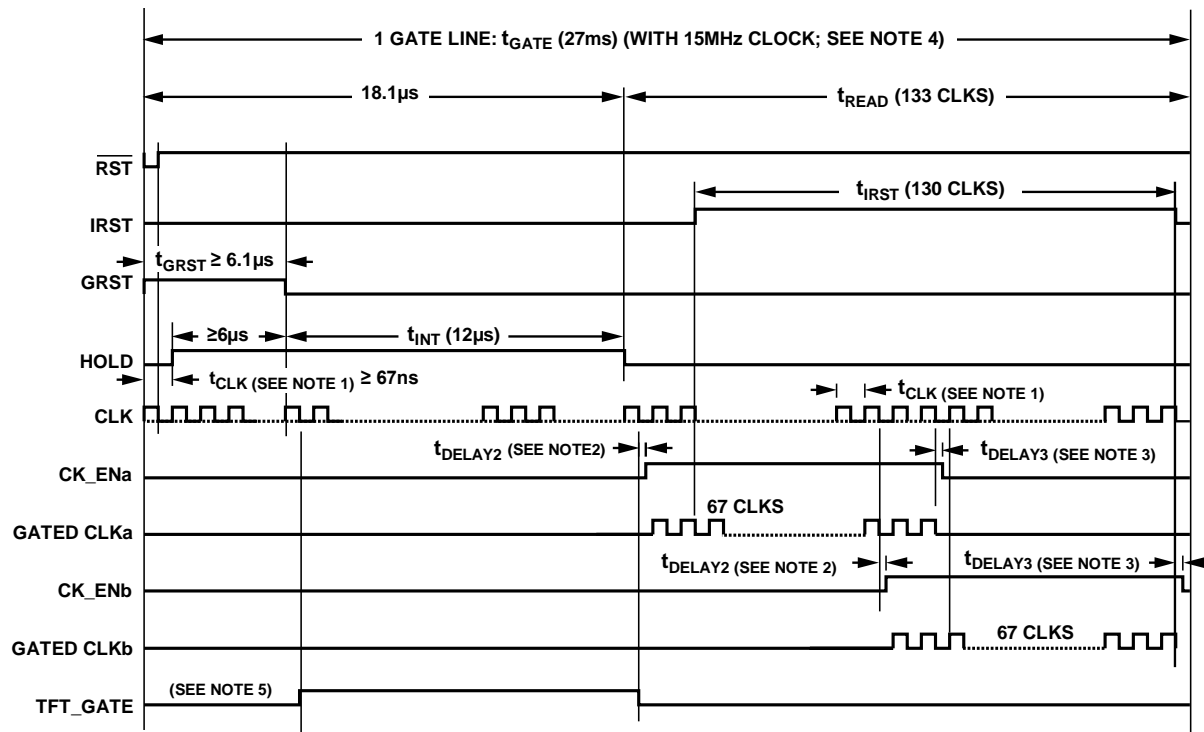 1 GATE LINE: tGATE (27ms) (WITH 15MHz CLOCK; SEE NOTE 4)
18.1µs
tREAD (133 CLKS)
RST
tIRST (130 CLKS)
IRST
tGRST ≥ 6.1µs
GRST
≥6µs
tINT (12µs)
HOLD
tCLK (SEE NOTE 1) ≥ 67ns
tCLK (SEE NOTE 1)
CLK
tDELAY2 (SEE NOTE2)
tDELAY3 (SEE NOTE 3)
CK_ENa
67 CLKS
GATED CLKa
tDELAY2 (SEE NOTE 2)
tDELAY3 (SEE NOTE 3)
CK_ENb
67 CLKS
GATED CLKb
(SEE NOTE 5)
TFT_GATE